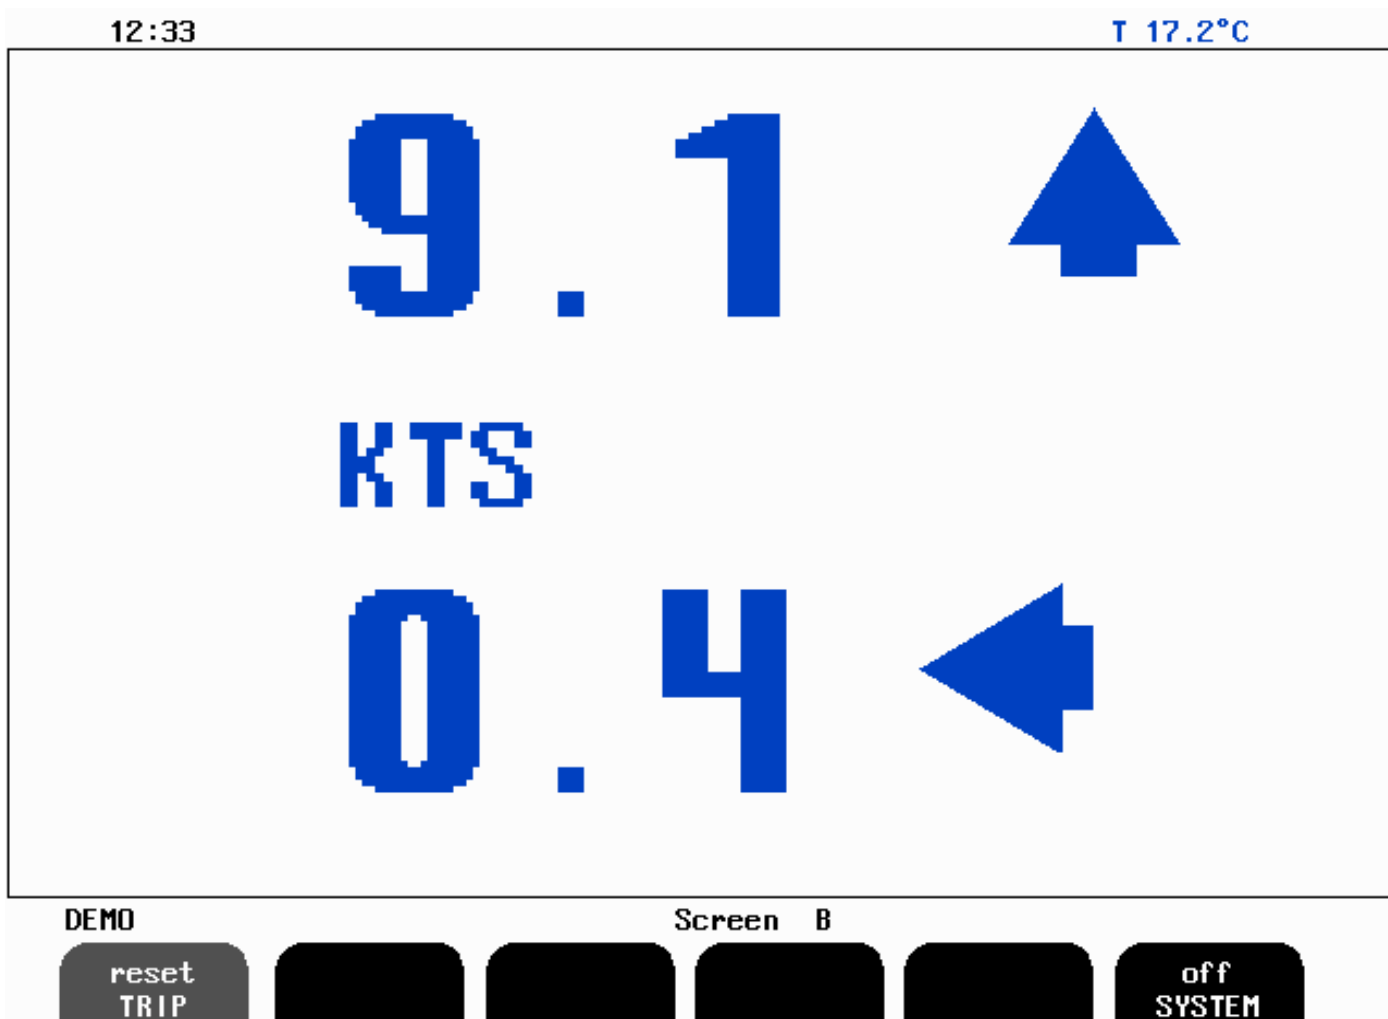 12:33 T 17.2°C
9.1
KTS
0.4
DEMO Screen B
reset
TRIP
off
SYSTEM